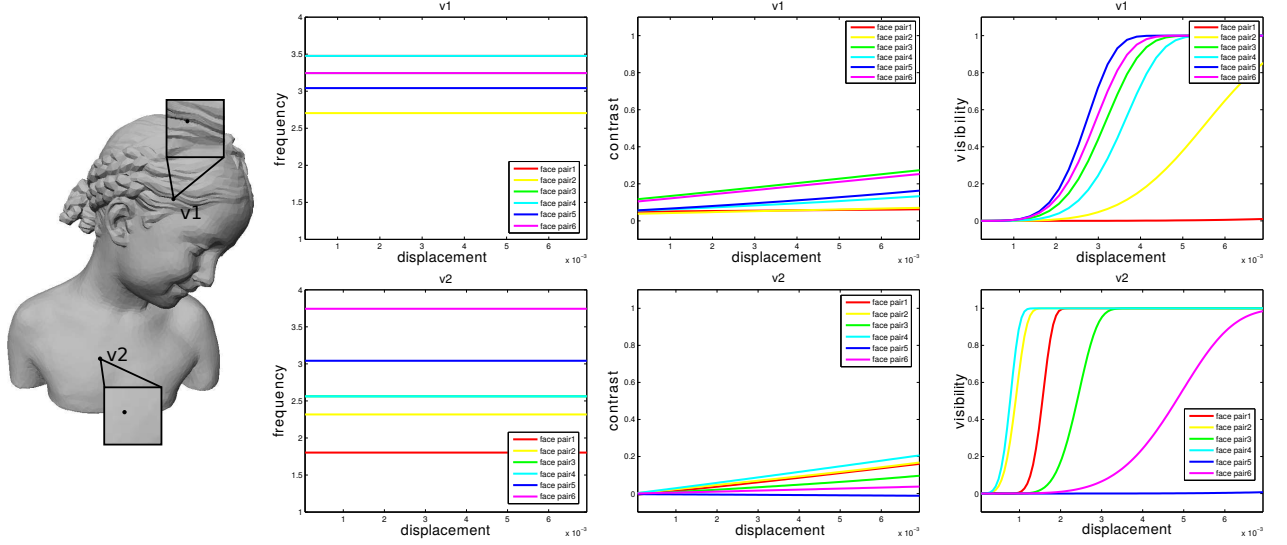 v1
v2
v1
frequency
4
3.5
3
2.5
2
1.5
1
face pair1
face pair2
face pair3
face pair4
face pair5
face pair6
1 2 3 4 5 6
displacement
x 10⁻³
v1
contrast
1
0.8
0.6
0.4
0.2
0
face pair1
face pair2
face pair3
face pair4
face pair5
face pair6
1 2 3 4 5 6
displacement
x 10⁻³
v1
visibility
1
0.8
0.6
0.4
0.2
0
face pair1
face pair2
face pair3
face pair4
face pair5
face pair6
1 2 3 4 5 6
displacement
x 10⁻³
v2
frequency
4
3.5
3
2.5
2
1.5
1
face pair1
face pair2
face pair3
face pair4
face pair5
face pair6
1 2 3 4 5 6
displacement
x 10⁻³
v2
contrast
1
0.8
0.6
0.4
0.2
0
face pair1
face pair2
face pair3
face pair4
face pair5
face pair6
1 2 3 4 5 6
displacement
x 10⁻³
v2
visibility
1
0.8
0.6
0.4
0.2
0
face pair1
face pair2
face pair3
face pair4
face pair5
face pair6
1 2 3 4 5 6
displacement
x 10⁻³